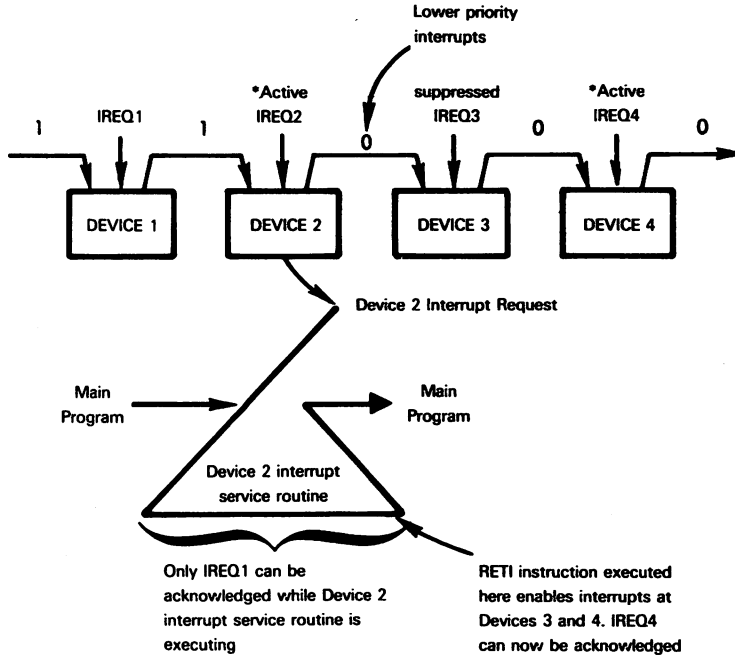 Lower priority
interrupts
*Active
suppressed
*Active
IREQ1
IREQ2
IREQ3
IREQ4
1
1
0
0
0
DEVICE 1
DEVICE 2
DEVICE 3
DEVICE 4
Device 2 Interrupt Request
Main
Program
Main
Program
Device 2 interrupt
service routine
Only IREQ1 can be
acknowledged while Device 2
interrupt service routine is
executing
RETI instruction executed
here enables interrupts at
Devices 3 and 4. IREQ4
can now be acknowledged